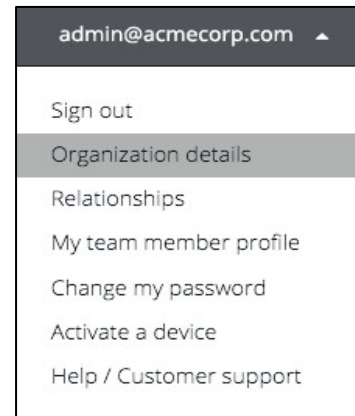 admin@acmecorp.com
Sign out
Organization details
Relationships
My team member profile
Change my password
Activate a device
Help / Customer support